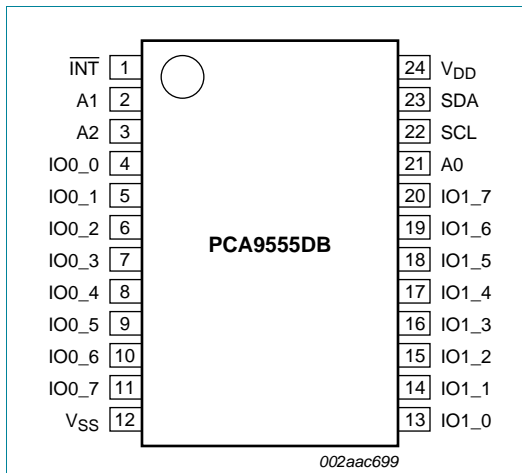 INT 1 24 VDD
A1 2 23 SDA
A2 3 22 SCL
IO0_0 4 21 A0
IO0_1 5 20 IO1_7
IO0_2 6 19 IO1_6
PCA9555DB
IO0_3 7 18 IO1_5
IO0_4 8 17 IO1_4
IO0_5 9 16 IO1_3
IO0_6 10 15 IO1_2
IO0_7 11 14 IO1_1
VSS 12 13 IO1_0
002aac699